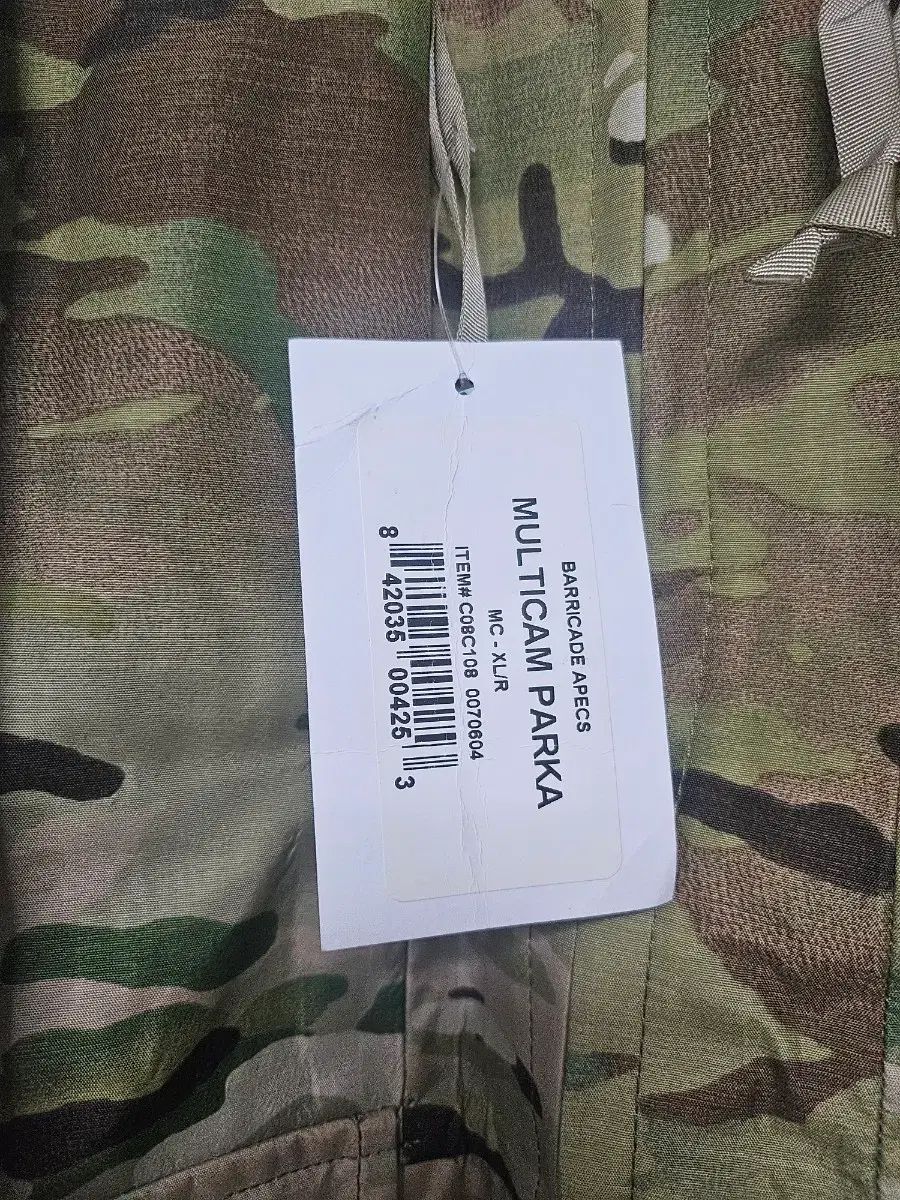 BARRICADE APECS
MULTICAM PARKA
MC - XL/R
ITEM# C08C108 0070604
8 42035 00425 3